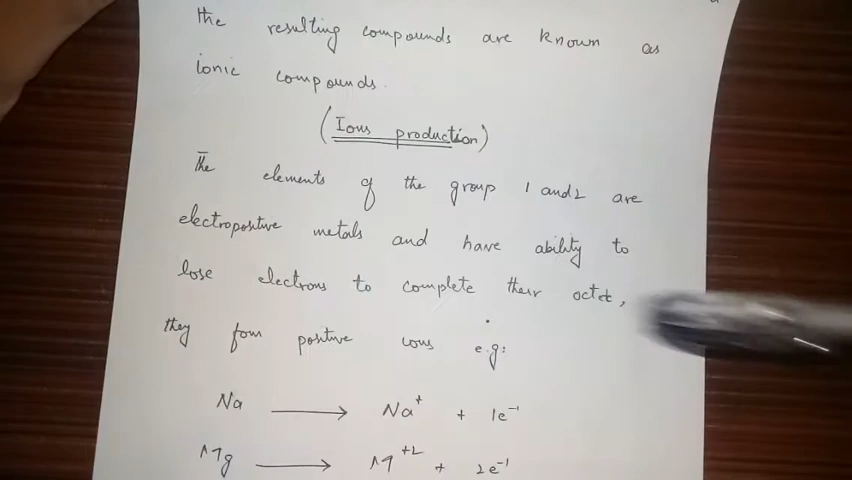 the resulting compounds are known as
ionic compounds.
(Ions production)
The elements of the group 1 and 2 are
electropositive metals and have ability to
lose electrons to complete their octet,
they form positive ions e.g:
Na → Na⁺ + 1e⁻¹
Mg → M⁺² + 2e⁻¹